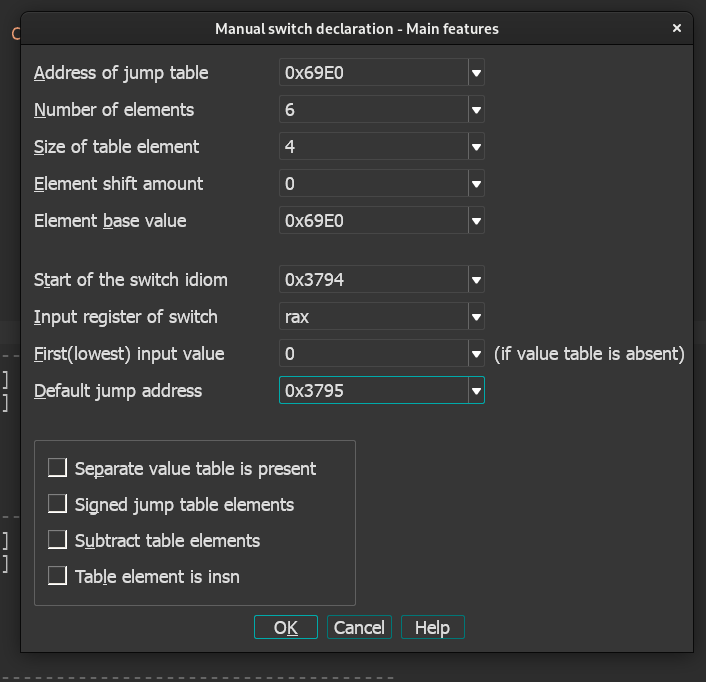 Manual switch declaration - Main features ×
Address of jump table 0x69E0
Number of elements 6
Size of table element 4
Element shift amount 0
Element base value 0x69E0
Start of the switch idiom 0x3794
Input register of switch rax
First(lowest) input value 0 (if value table is absent)
Default jump address 0x3795
]
]
Separate value table is present
Signed jump table elements
Subtract table elements
]
]
Table element is insn
OK Cancel Help